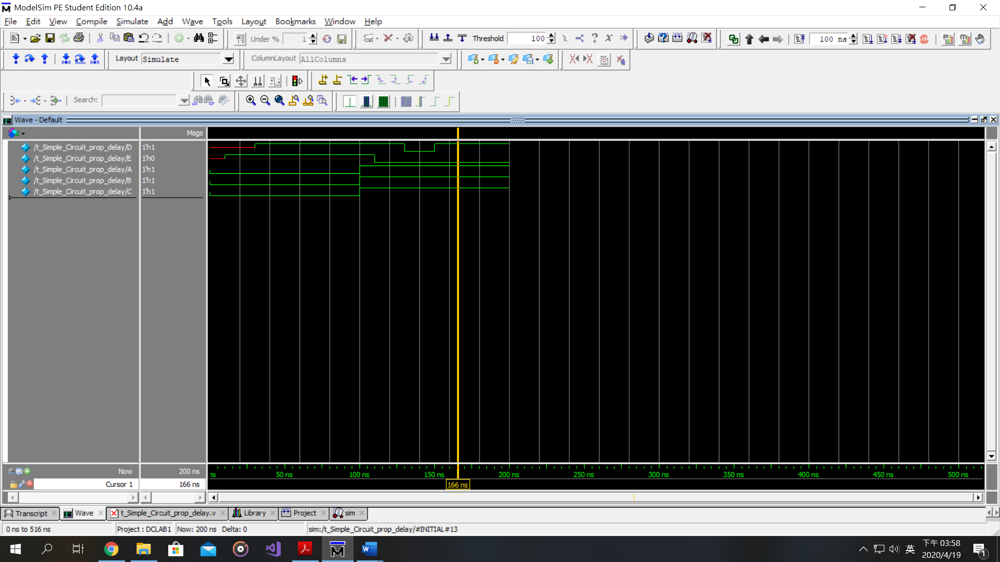 ModelSim PE Student Edition 10.4a
File Edit View Compile Simulate Add Wave Tools Layout Bookmarks Window Help
Under % 1 Threshold 100 100 ns
Layout Simulate ColumnLayout AllColumns
Search:
Wave - Default
Msgs
/t_Simple_Circuit_prop_delay/D 1'h1
/t_Simple_Circuit_prop_delay/E 1'h0
/t_Simple_Circuit_prop_delay/A 1'h1
/t_Simple_Circuit_prop_delay/B 1'h1
/t_Simple_Circuit_prop_delay/C 1'h1
Now 200 ns ns 50 ns 100 ns 150 ns 200 ns 250 ns 300 ns 350 ns 400 ns 450 ns 500 ns
Cursor 1 166 ns 166 ns
Transcript Wave t_Simple_Circuit_prop_delay.v Library Project sim
0 ns to 516 ns Project : DCLAB1 Now: 200 ns Delta: 0 sim:/t_Simple_Circuit_prop_delay/#INITIAL#13
英 下午 03:58
2020/4/19 1